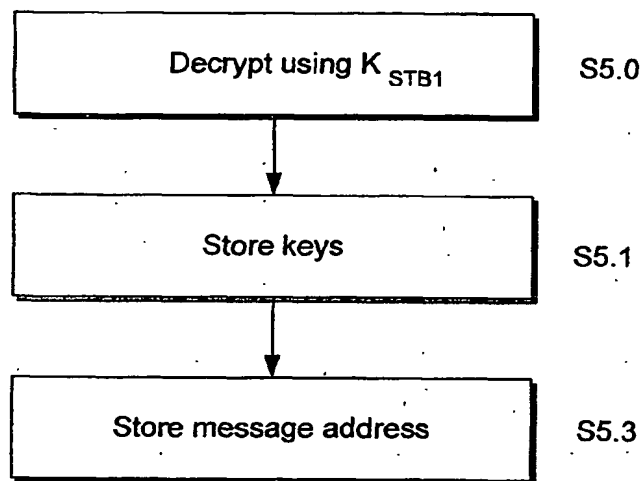 Decrypt using K STB1 S5.0
Store keys S5.1
Store message address S5.3